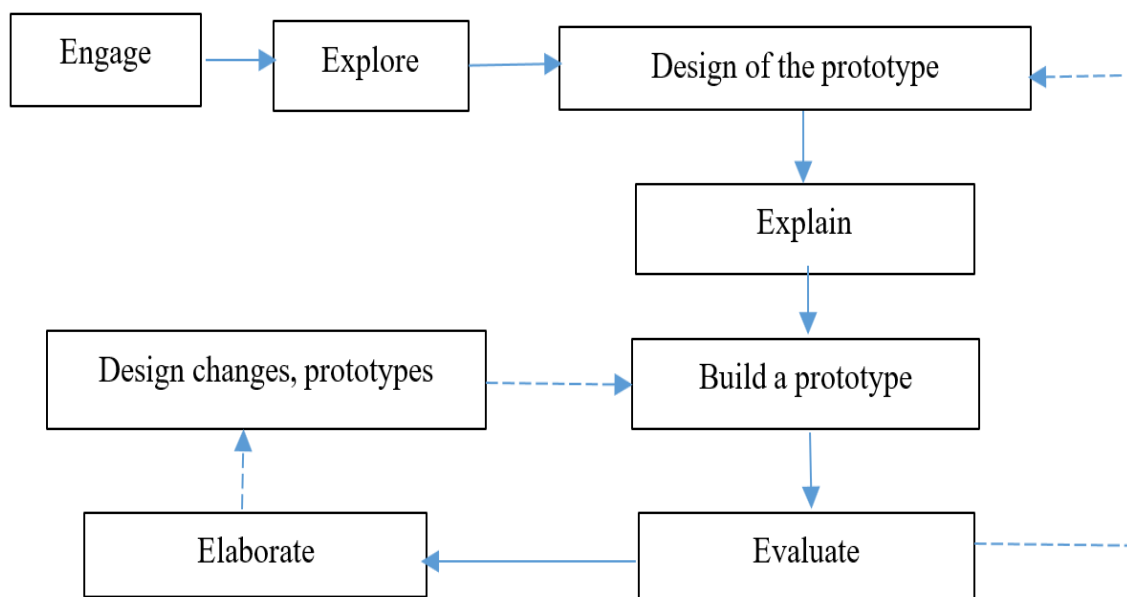 Engage
Explore
Design of the prototype
Explain
Design changes, prototypes
Build a prototype
Elaborate
Evaluate